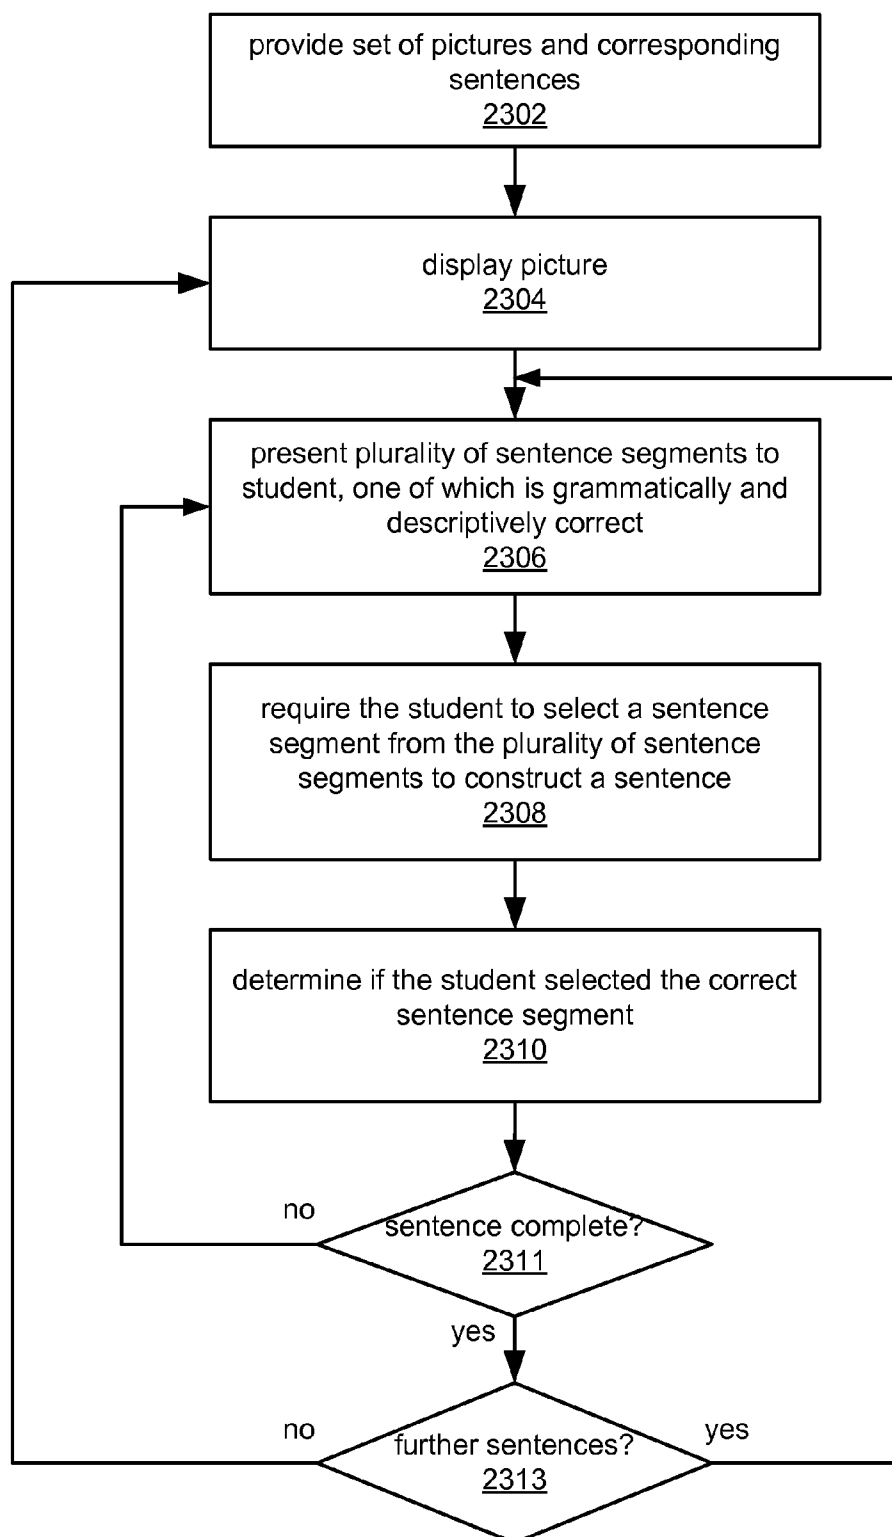 provide set of pictures and corresponding
sentences
2302
display picture
2304
present plurality of sentence segments to
student, one of which is grammatically and
descriptively correct
2306
require the student to select a sentence
segment from the plurality of sentence
segments to construct a sentence
2308
determine if the student selected the correct
sentence segment
2310
no
sentence complete?
2311
yes
no
further sentences?
yes
2313